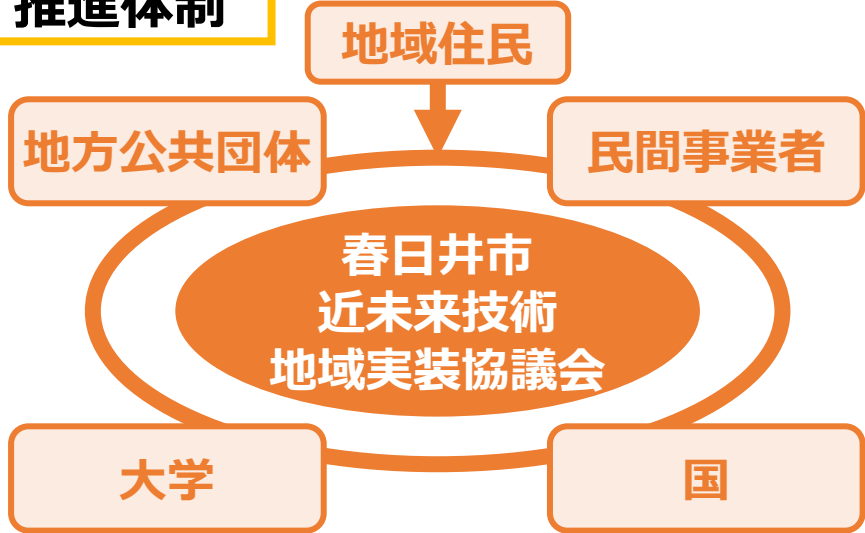 推進体制
地域住民
地方公共団体
民間事業者
春日井市
近未来技術
地域実装協議会
大学
国